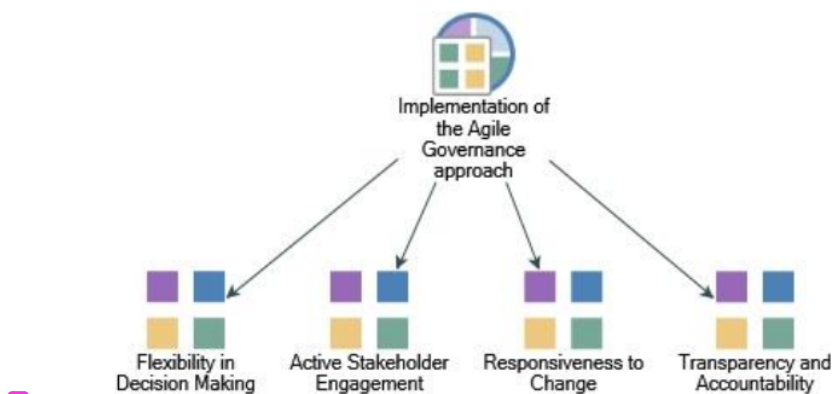 Implementation of
the Agile
Governance
approach
Flexibility in
Decision Making
Active Stakeholder
Engagement
Responsiveness to
Change
Transparency and
Accountability